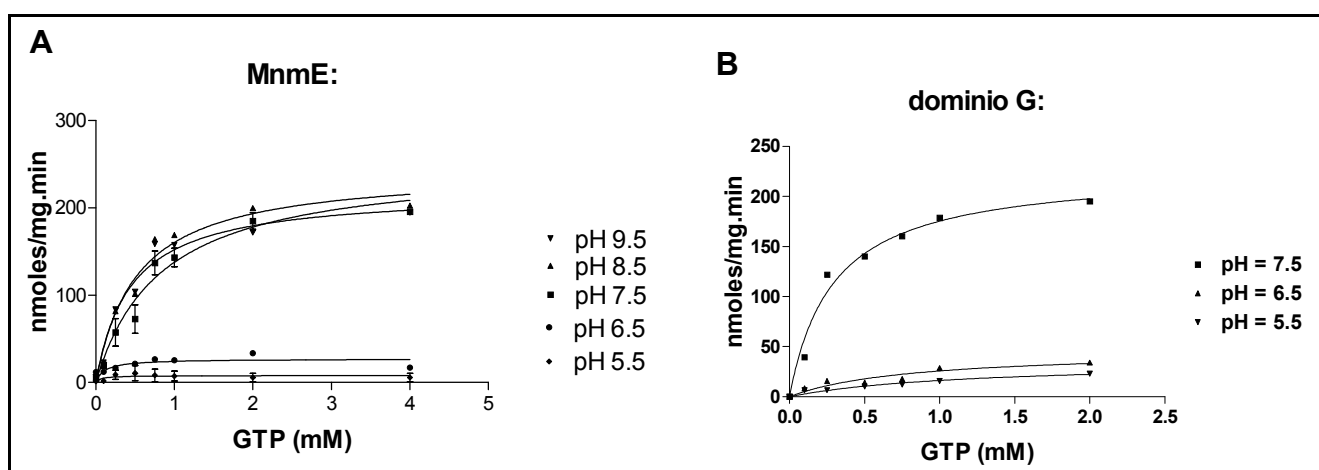 A
MnmE:
nmoles/mg.min
300
200
100
0
0 1 2 3 4 5
GTP (mM)
pH 9.5
pH 8.5
pH 7.5
pH 6.5
pH 5.5
B
dominio G:
nmoles/mg.min
250
200
150
100
50
0
0.0 0.5 1.0 1.5 2.0 2.5
GTP (mM)
pH = 7.5
pH = 6.5
pH = 5.5